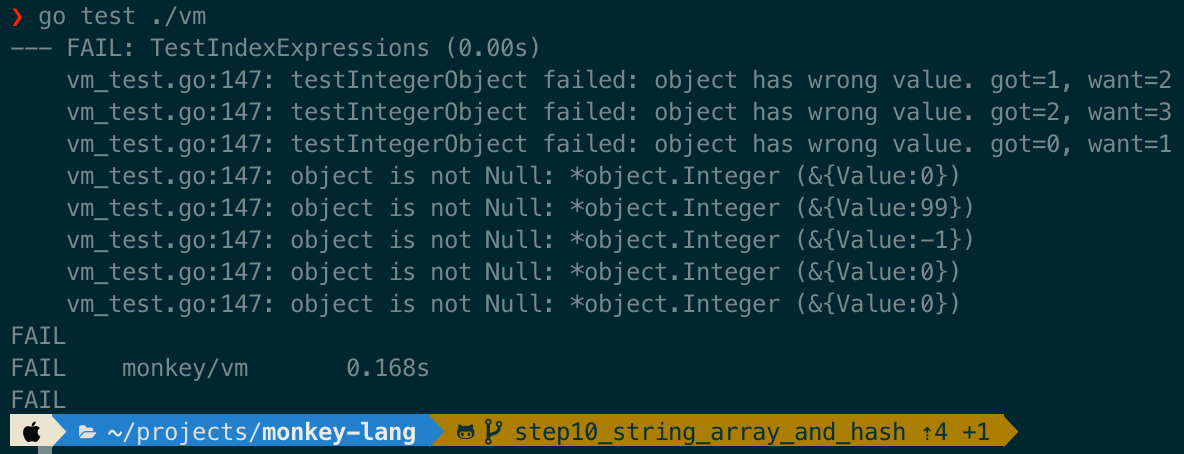 ❯ go test ./vm
--- FAIL: TestIndexExpressions (0.00s)
    vm_test.go:147: testIntegerObject failed: object has wrong value. got=1, want=2
    vm_test.go:147: testIntegerObject failed: object has wrong value. got=2, want=3
    vm_test.go:147: testIntegerObject failed: object has wrong value. got=0, want=1
    vm_test.go:147: object is not Null: *object.Integer (&{Value:0})
    vm_test.go:147: object is not Null: *object.Integer (&{Value:99})
    vm_test.go:147: object is not Null: *object.Integer (&{Value:-1})
    vm_test.go:147: object is not Null: *object.Integer (&{Value:0})
    vm_test.go:147: object is not Null: *object.Integer (&{Value:0})
FAIL
FAIL    monkey/vm       0.168s
FAIL
~/projects/monkey-lang step10_string_array_and_hash ⇡4 +1